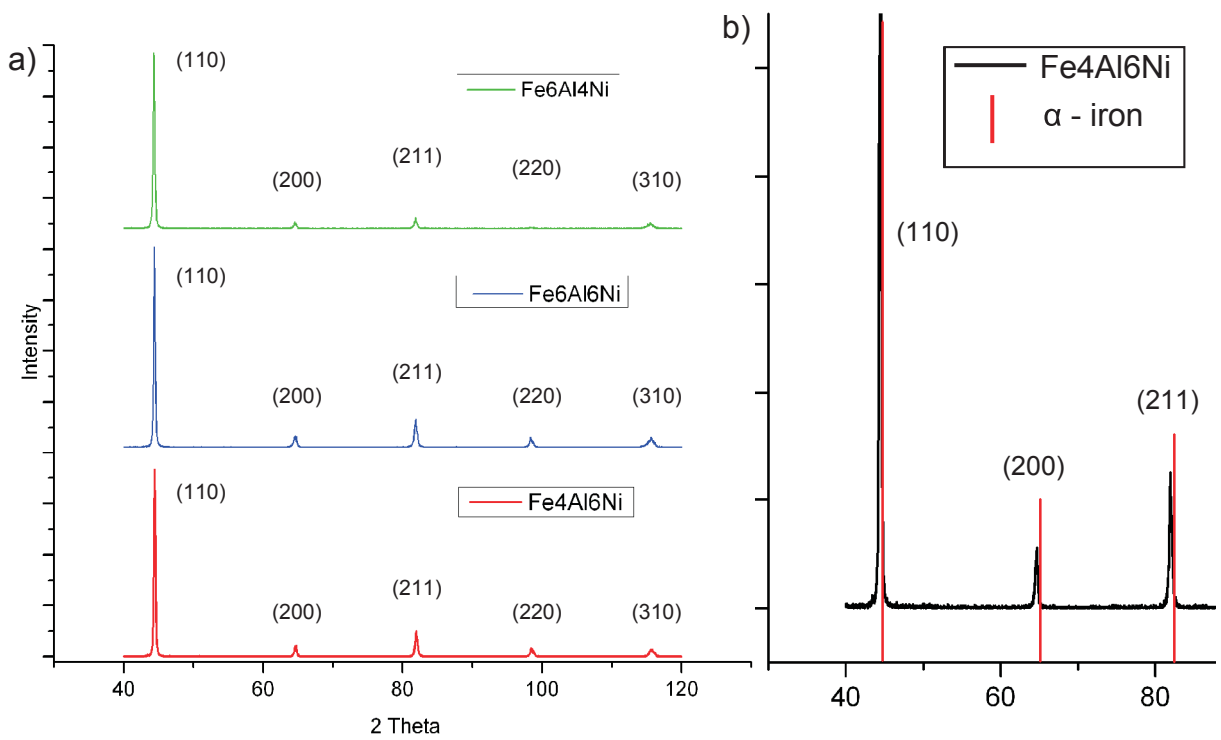 a)
(110)
Fe6Al4Ni
(200)
(211)
(220)
(310)
(110)
Fe6Al6Ni
(200)
(211)
(220)
(310)
(110)
Fe4Al6Ni
(200)
(211)
(220)
(310)
Intensity
40 60 80 100 120
2 Theta
b)
Fe4Al6Ni
α - iron
(110)
(200)
(211)
40 60 80